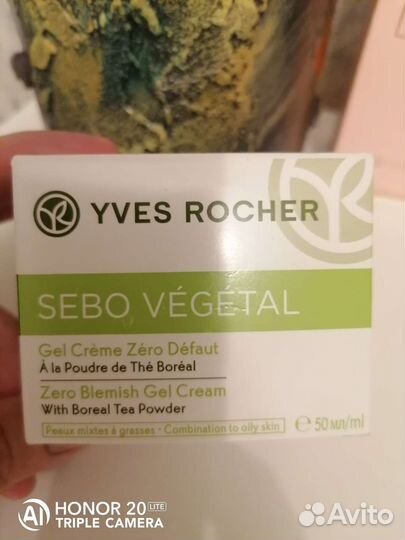 YVES ROCHER
SEBO VÉGÉTAL
Gel Crème Zéro Défaut
À la Poudre de Thé Boréal
Zero Blemish Gel Cream
With Boreal Tea Powder
Peaux mixtes à grasses • Combination to oily skin
℮ 50 мл/ml
HONOR 20 LITE
TRIPLE CAMERA
Avito